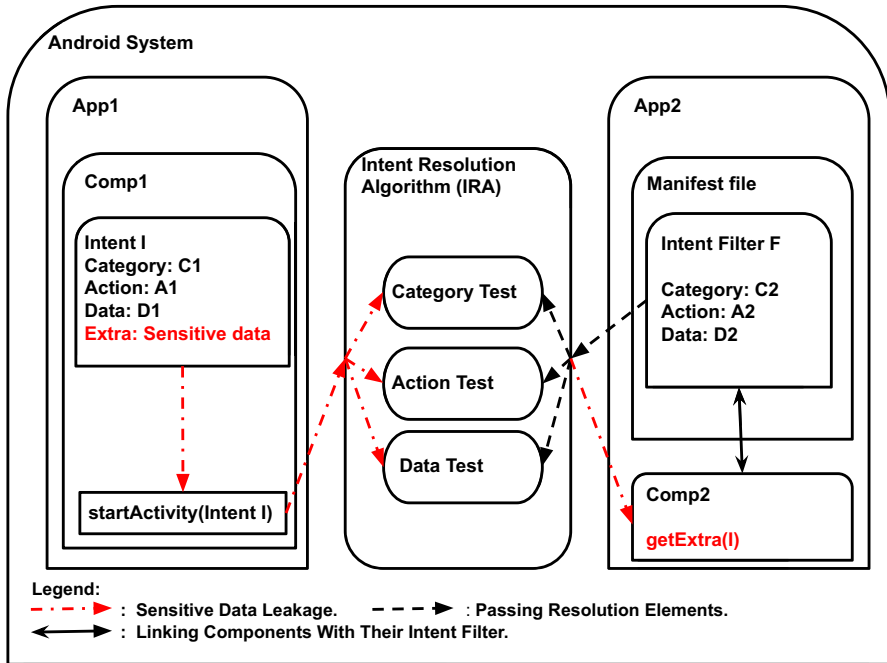 Android System
App1
Comp1
Intent I
Category: C1
Action: A1
Data: D1
Extra: Sensitive data
startActivity(Intent I)
Intent Resolution
Algorithm (IRA)
Category Test
Action Test
Data Test
App2
Manifest file
Intent Filter F
Category: C2
Action: A2
Data: D2
Comp2
getExtra(I)
Legend:
: Sensitive Data Leakage.
: Passing Resolution Elements.
: Linking Components With Their Intent Filter.